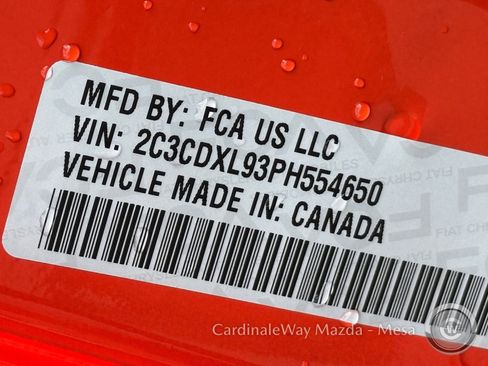 MFD BY: FCA US LLC
VIN: 2C3CDXL93PH554650
VEHICLE MADE IN: CANADA
CardinaleWay Mazda - Mesa